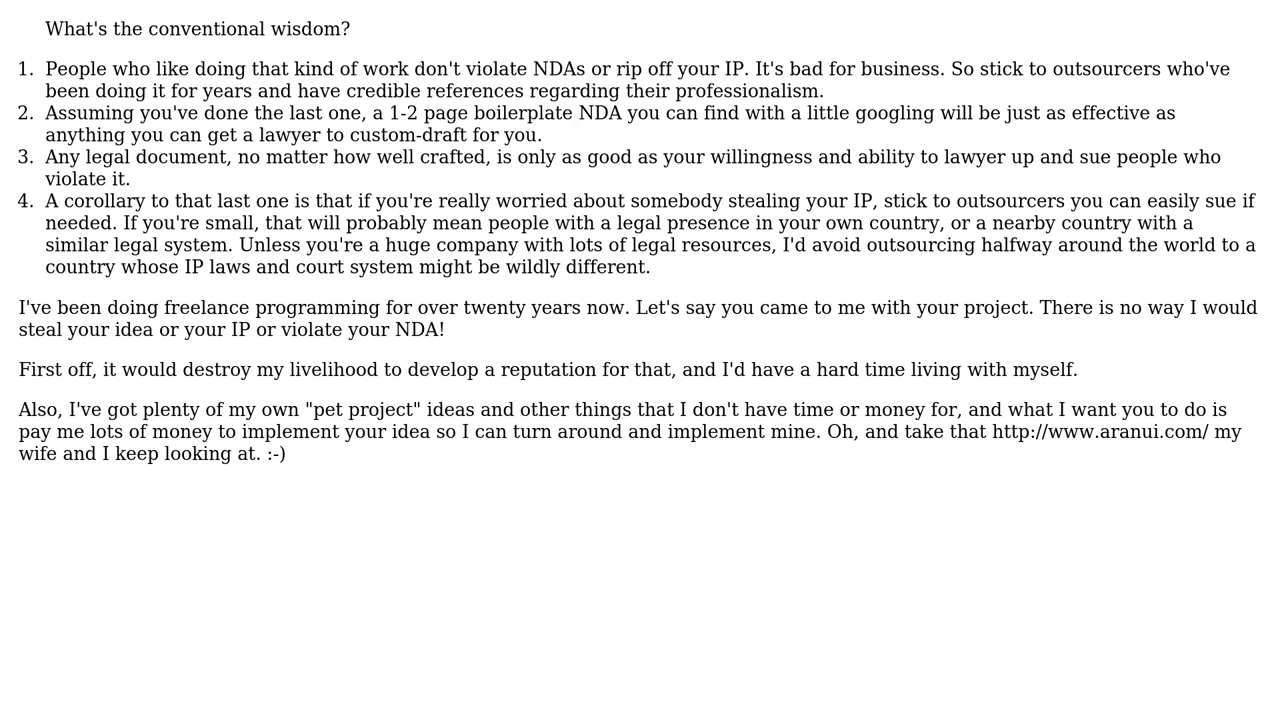 What's the conventional wisdom?
1. People who like doing that kind of work don't violate NDAs or rip off your IP. It's bad for business. So stick to outsourcers who've
been doing it for years and have credible references regarding their professionalism.
2. Assuming you've done the last one, a 1-2 page boilerplate NDA you can find with a little googling will be just as effective as
anything you can get a lawyer to custom-draft for you.
3. Any legal document, no matter how well crafted, is only as good as your willingness and ability to lawyer up and sue people who
violate it.
4. A corollary to that last one is that if you're really worried about somebody stealing your IP, stick to outsourcers you can easily sue if
needed. If you're small, that will probably mean people with a legal presence in your own country, or a nearby country with a
similar legal system. Unless you're a huge company with lots of legal resources, I'd avoid outsourcing halfway around the world to a
country whose IP laws and court system might be wildly different.
I've been doing freelance programming for over twenty years now. Let's say you came to me with your project. There is no way I would
steal your idea or your IP or violate your NDA!
First off, it would destroy my livelihood to develop a reputation for that, and I'd have a hard time living with myself.
Also, I've got plenty of my own "pet project" ideas and other things that I don't have time or money for, and what I want you to do is
pay me lots of money to implement your idea so I can turn around and implement mine. Oh, and take that http://www.aranui.com/ my
wife and I keep looking at. :-)